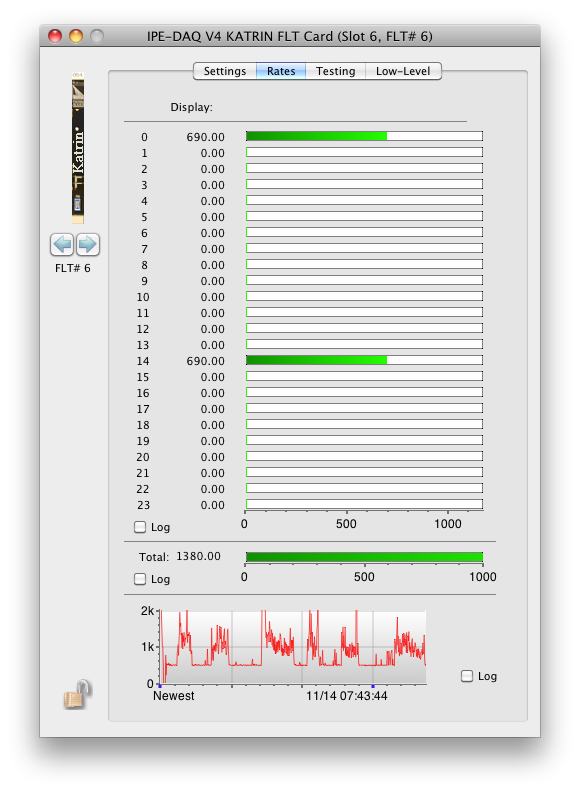 IPE-DAQ V4 KATRIN FLT Card (Slot 6, FLT# 6)
Settings Rates Testing Low-Level
Katrin
FLT# 6
Display:
0 690.00
1 0.00
2 0.00
3 0.00
4 0.00
5 0.00
6 0.00
7 0.00
8 0.00
9 0.00
10 0.00
11 0.00
12 0.00
13 0.00
14 690.00
15 0.00
16 0.00
17 0.00
18 0.00
19 0.00
20 0.00
21 0.00
22 0.00
23 0.00
0 500 1000
Log
Total: 1380.00
Log
0 500 1000
2k
1k
0
Newest 11/14 07:43:44
Log